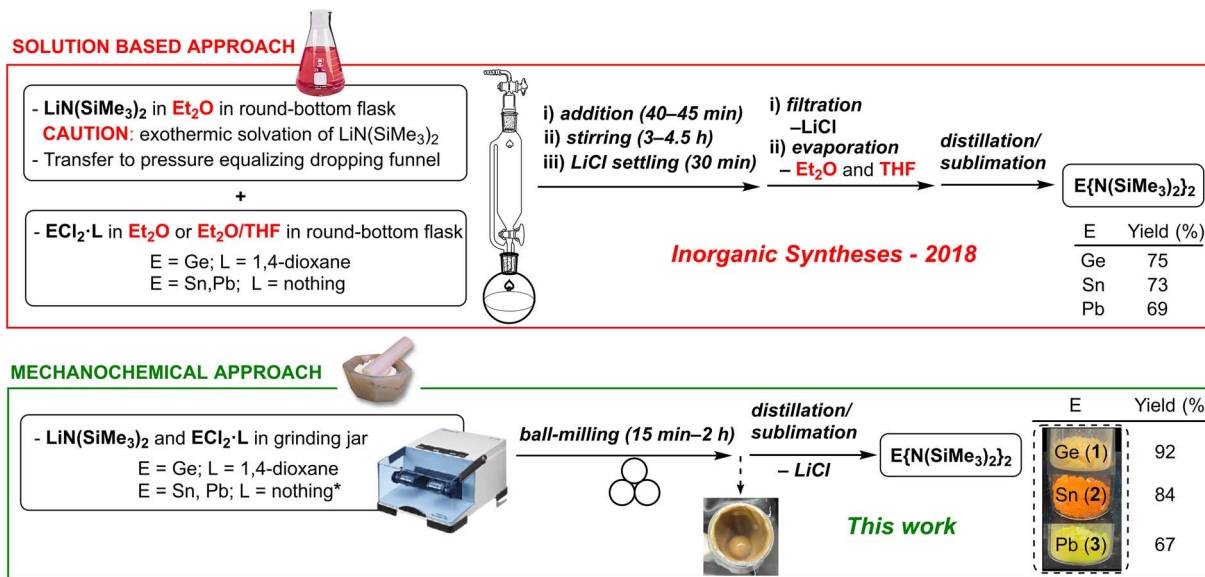 SOLUTION BASED APPROACH
- LiN(SiMe₃)₂ in Et₂O in round-bottom flask
CAUTION: exothermic solvation of LiN(SiMe₃)₂
- Transfer to pressure equalizing dropping funnel
+
- ECl₂·L in Et₂O or Et₂O/THF in round-bottom flask
E = Ge; L = 1,4-dioxane
E = Sn,Pb; L = nothing
i) addition (40–45 min)
ii) stirring (3–4.5 h)
iii) LiCl settling (30 min)
i) filtration
–LiCl
ii) evaporation
– Et₂O and THF
distillation/
sublimation
E{N(SiMe₃)₂}₂
Inorganic Syntheses - 2018
E Yield (%)
Ge 75
Sn 73
Pb 69
MECHANOCHEMICAL APPROACH
- LiN(SiMe₃)₂ and ECl₂·L in grinding jar
E = Ge; L = 1,4-dioxane
E = Sn, Pb; L = nothing*
ball-milling (15 min–2 h)
distillation/
sublimation
– LiCl
E{N(SiMe₃)₂}₂
This work
E Yield (%
Ge (1) 92
Sn (2) 84
Pb (3) 67